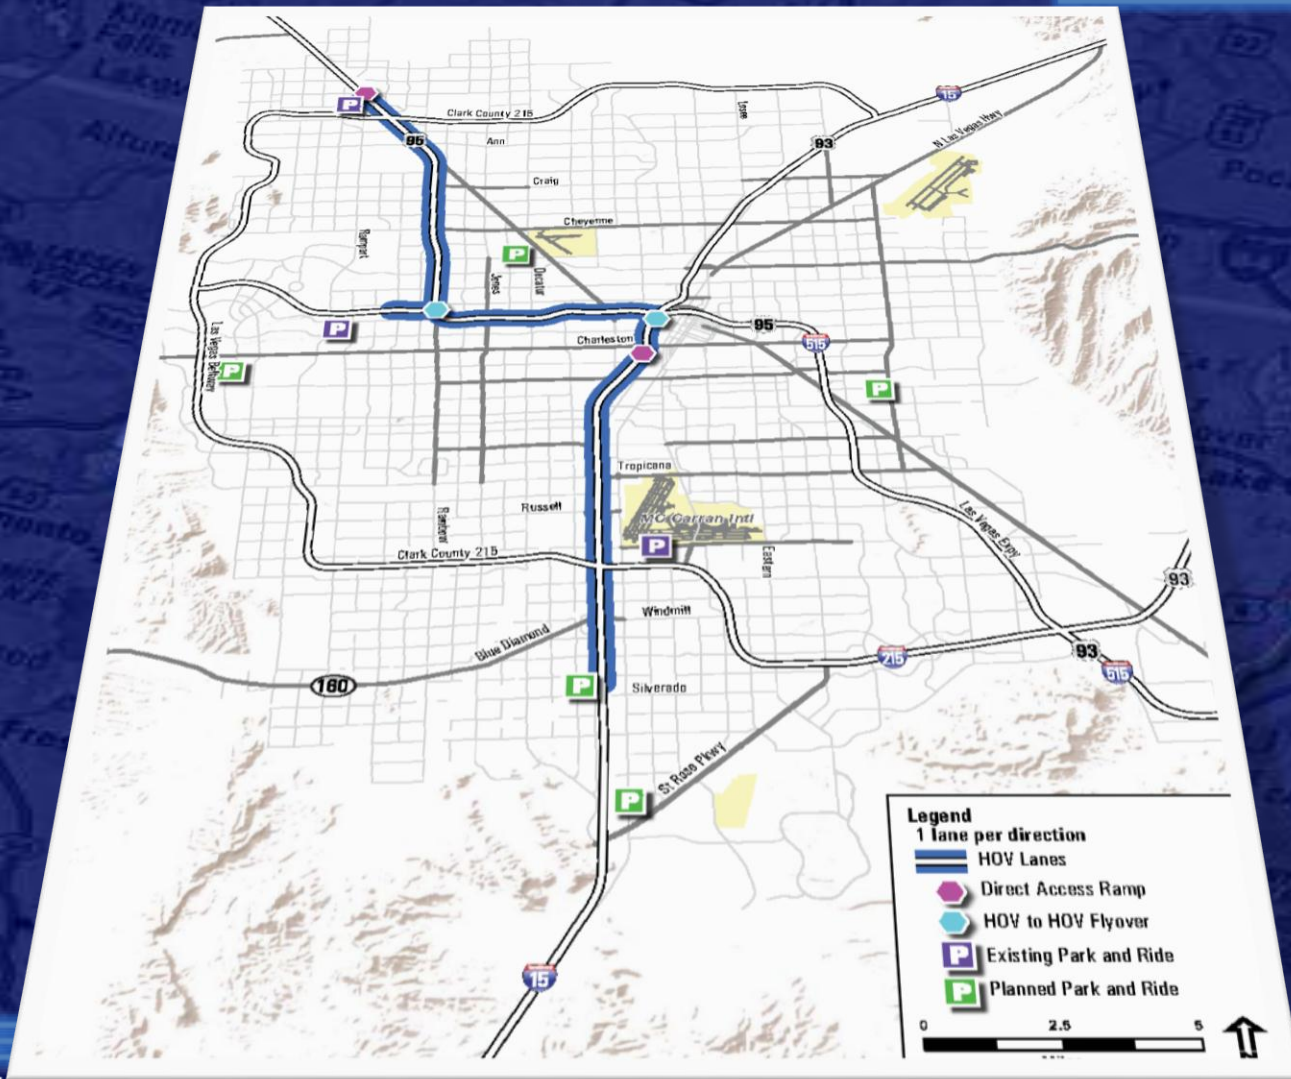 Clark County 215
Losee
15
95
Ann
93
N Las Vegas Hwy
Craig
Cheyenne
Rampart
P
Jones
Decatur
P
95
Las Vegas Beltway
Charleston
515
P
P
P
Tropicana
Rainbow
Russell
Mc Carran Intl
Las Vegas Expy
P
Eastern
Clark County 215
93
Windmill
Blue Diamond
215
93
515
160
P
Silverado
St Rose Pkwy
P
15
Legend
1 lane per direction
HOV Lanes
Direct Access Ramp
HOV to HOV Flyover
P Existing Park and Ride
P Planned Park and Ride
0 2.5 5